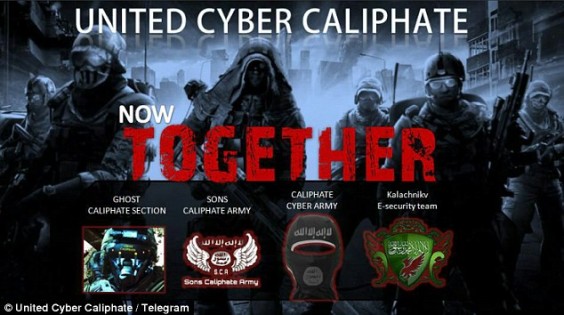 UNITED CYBER CALIPHATE
NOW
TOGETHER
GHOST
CALIPHATE SECTION
SONS
CALIPHATE ARMY
CALIPHATE
CYBER ARMY
Kalachnikv
E-security team
S.C.A
Sons Caliphate Army
© United Cyber Caliphate / Telegram